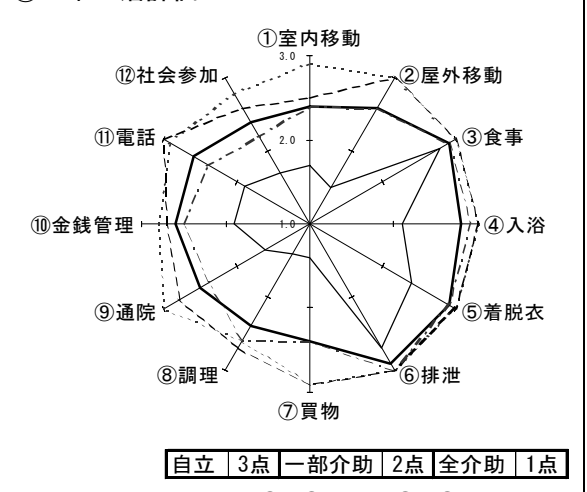 ①室内移動
3.0
⑫社会参加
②屋外移動
⑪電話
2.0
③食事
⑩金銭管理
1.0
④入浴
⑨通院
⑤着脱衣
⑧調理
⑥排泄
⑦買物
自立 3点 一部介助 2点 全介助 1点